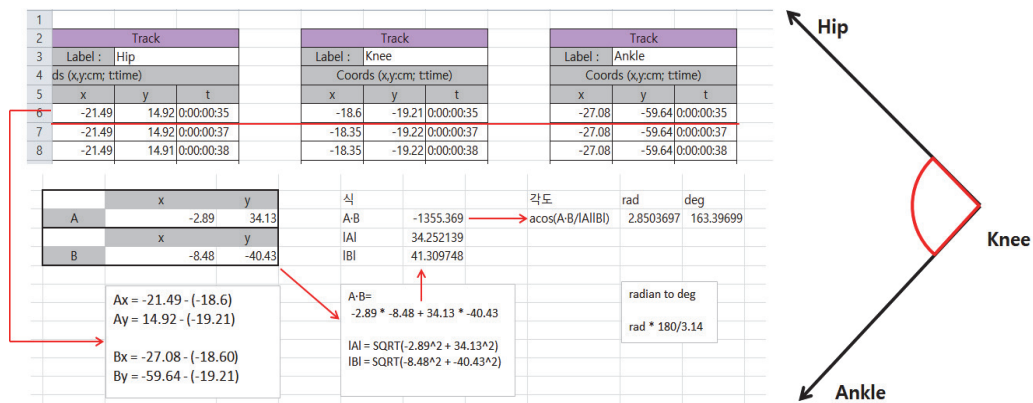 1
2 Track Track Track
3 Label : Hip Label : Knee Label : Ankle
4 ds (x,y:cm; t:time) Coords (x,y:cm; t:time) Coords (x,y:cm; t:time)
5 x y t x y t x y t
6 -21.49 14.92 0:00:00:35 -18.6 -19.21 0:00:00:35 -27.08 -59.64 0:00:00:35
7 -21.49 14.92 0:00:00:37 -18.35 -19.22 0:00:00:37 -27.08 -59.64 0:00:00:37
8 -21.49 14.91 0:00:00:38 -18.35 -19.22 0:00:00:38 -27.08 -59.64 0:00:00:38
x y
A -2.89 34.13
x y
B -8.48 -40.43
식 각도 rad deg
A·B -1355.369 acos(A·B/lAllBl) 2.8503697 163.39699
lAl 34.252139
lBl 41.309748
Ax = -21.49 - (-18.6)
Ay = 14.92 - (-19.21)
Bx = -27.08 - (-18.60)
By = -59.64 - (-19.21)
A·B=
-2.89 * -8.48 + 34.13 * -40.43
lAl = SQRT(-2.89^2 + 34.13^2)
lBl = SQRT(-8.48^2 + -40.43^2)
radian to deg
rad * 180/3.14
Hip
Knee
Ankle